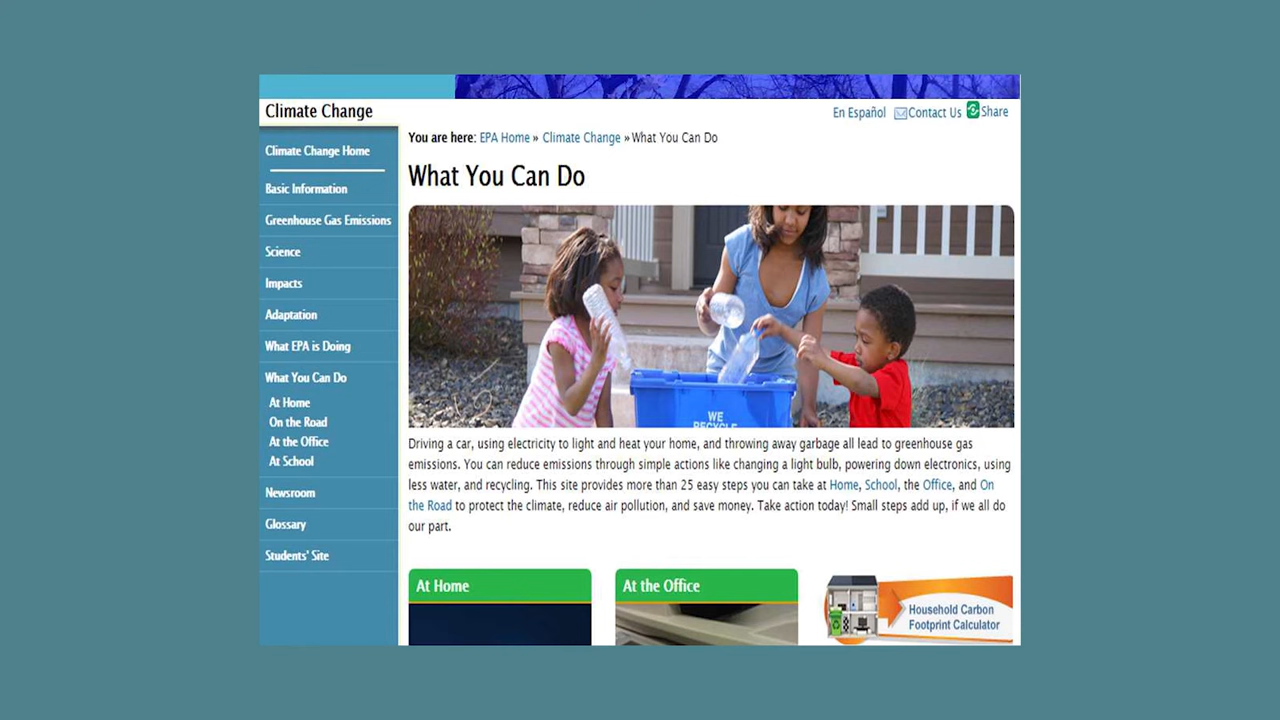 Climate Change
En Español Contact Us Share
Climate Change Home
Basic Information
Greenhouse Gas Emissions
Science
Impacts
Adaptation
What EPA is Doing
What You Can Do
At Home
On the Road
At the Office
At School
Newsroom
Glossary
Students' Site
You are here: EPA Home » Climate Change » What You Can Do
What You Can Do
WE
RECYCLE
Driving a car, using electricity to light and heat your home, and throwing away garbage all lead to greenhouse gas
emissions. You can reduce emissions through simple actions like changing a light bulb, powering down electronics, using
less water, and recycling. This site provides more than 25 easy steps you can take at Home, School, the Office, and On
the Road to protect the climate, reduce air pollution, and save money. Take action today! Small steps add up, if we all do
our part.
At Home
At the Office
Household Carbon
Footprint Calculator